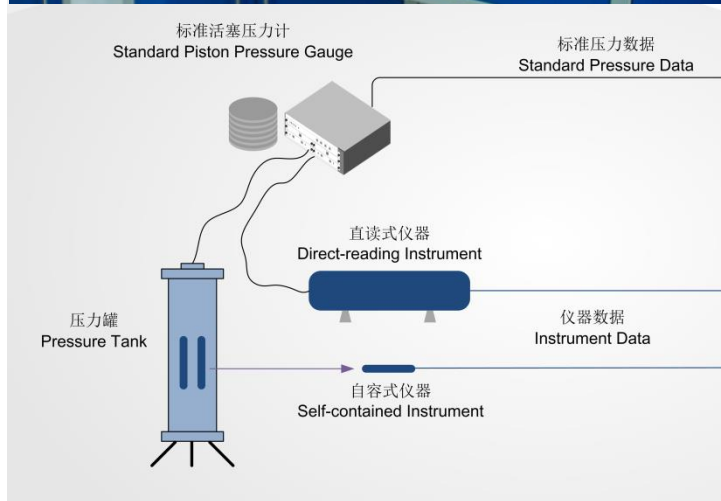 标准活塞压力计
Standard Piston Pressure Gauge
标准压力数据
Standard Pressure Data
直读式仪器
Direct-reading Instrument
压力罐
Pressure Tank
仪器数据
Instrument Data
自容式仪器
Self-contained Instrument